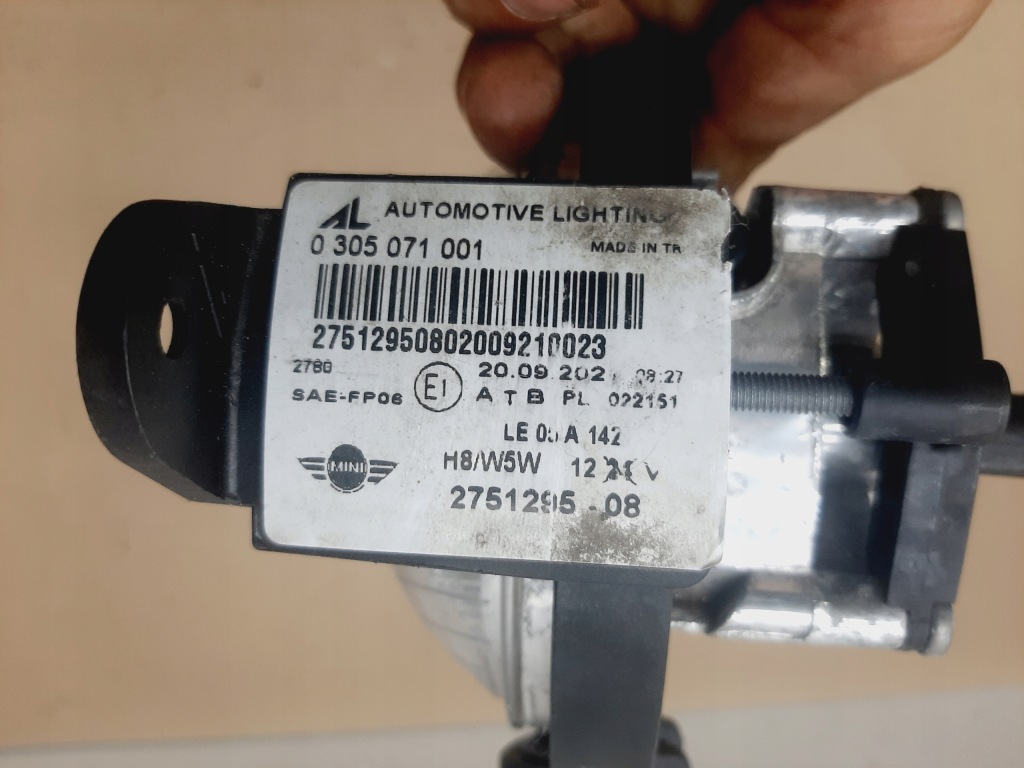 AL AUTOMOTIVE LIGHTING
0 305 071 001 MADE IN TR
27512950802009210023
2780 20.09.202 08:27
SAE-FP06 E1 A T B PL 022151
LE 05 A 142
MINI H8/W5W 12 V
2751295 - 08